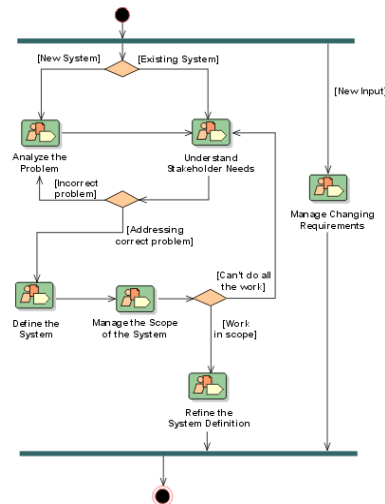 [New System]
[Existing System]
[New Input]
Analyze the
Problem
Understand
Stakeholder Needs
[Incorrect
problem]
Manage Changing
Requirements
[Addressing
correct problem]
[Can't do all
the work]
Define the
System
Manage the Scope
of the System
[Work
in scope]
Refine the
System Definition